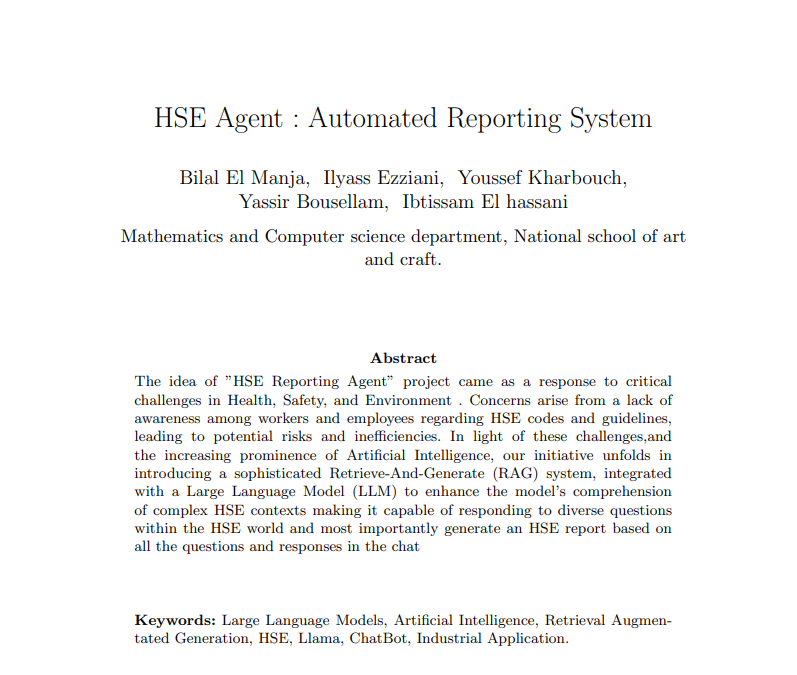 HSE Agent : Automated Reporting System
Bilal El Manja, Ilyass Ezziani, Youssef Kharbouch,
Yassir Bousellam, Ibtissam El hassani
Mathematics and Computer science department, National school of art
and craft.
Abstract
The idea of ”HSE Reporting Agent” project came as a response to critical
challenges in Health, Safety, and Environment . Concerns arise from a lack of
awareness among workers and employees regarding HSE codes and guidelines,
leading to potential risks and inefficiencies. In light of these challenges,and
the increasing prominence of Artificial Intelligence, our initiative unfolds in
introducing a sophisticated Retrieve-And-Generate (RAG) system, integrated
with a Large Language Model (LLM) to enhance the model's comprehension
of complex HSE contexts making it capable of responding to diverse questions
within the HSE world and most importantly generate an HSE report based on
all the questions and responses in the chat
Keywords: Large Language Models, Artificial Intelligence, Retrieval Augmen-
tated Generation, HSE, Llama, ChatBot, Industrial Application.